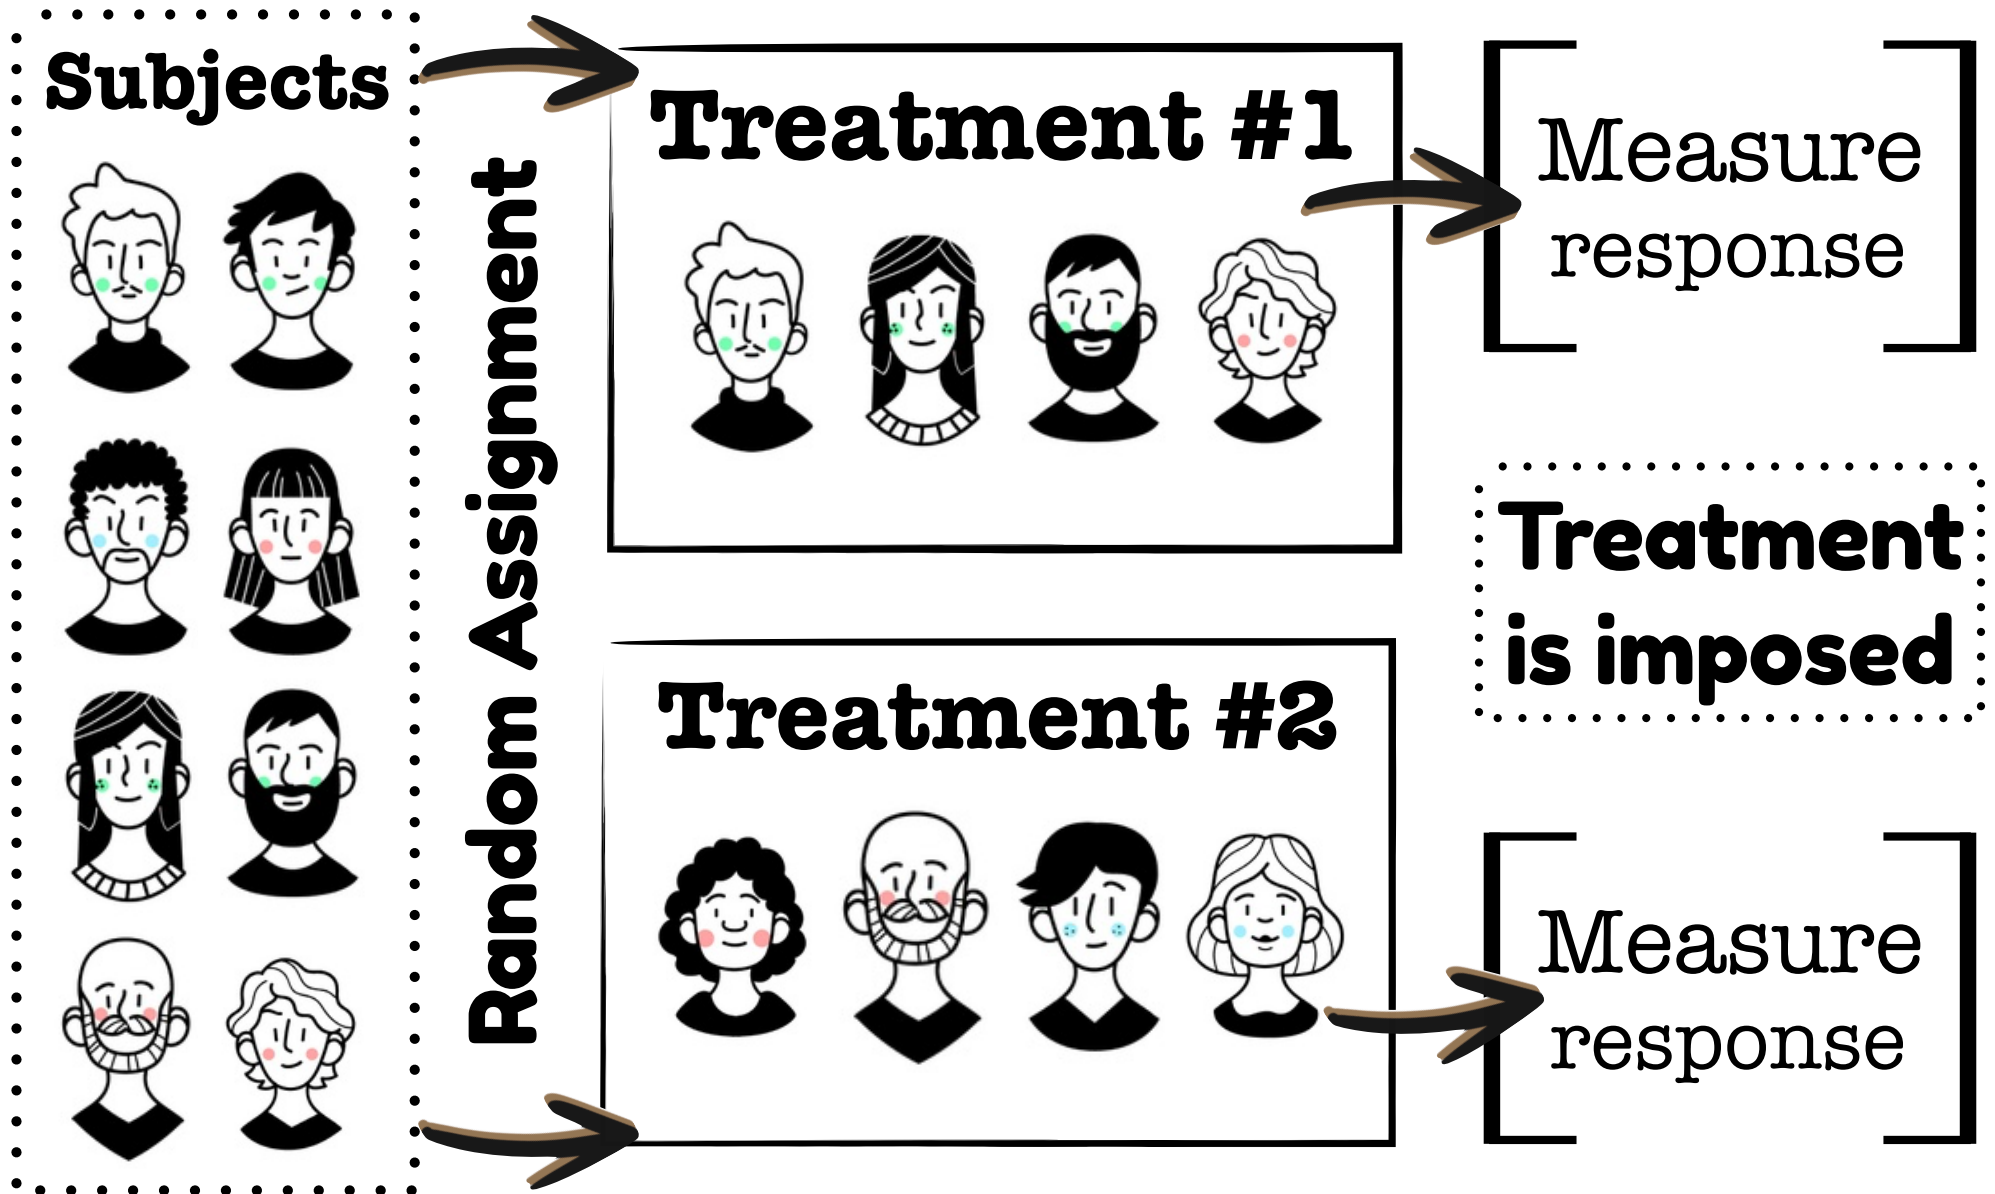 Subjects
Random Assignment
Treatment #1
Measure
response
Treatment
is imposed
Treatment #2
Measure
response